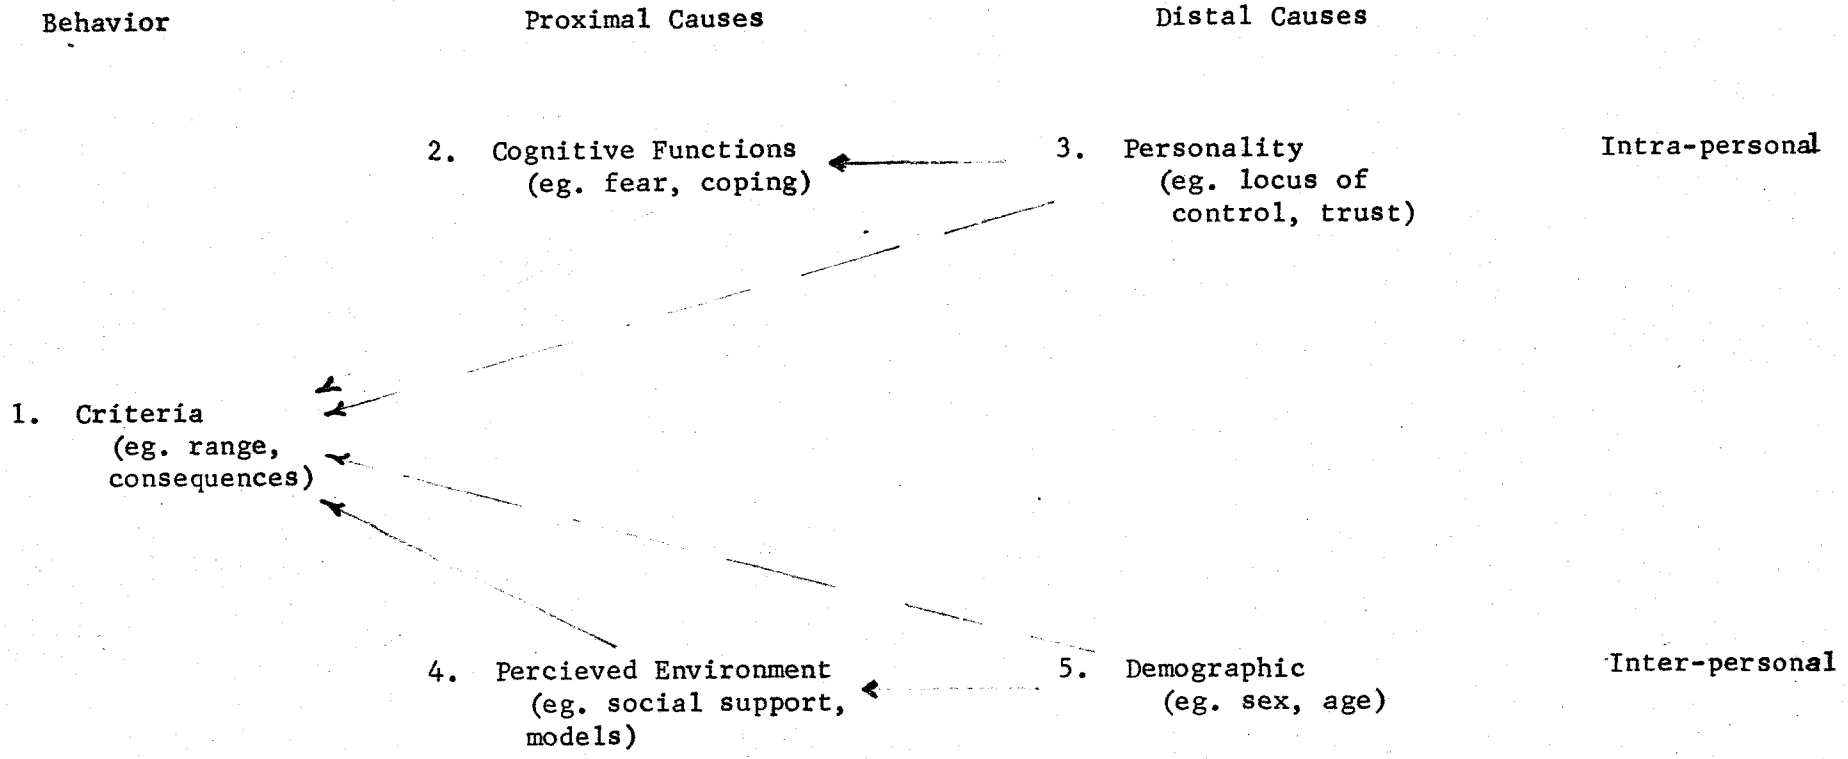 Behavior Proximal Causes Distal Causes
2. Cognitive Functions 3. Personality Intra-personal
(eg. fear, coping) (eg. locus of
control, trust)
1. Criteria
(eg. range,
consequences)
4. Percieved Environment 5. Demographic Inter-personal
(eg. social support, (eg. sex, age)
models)